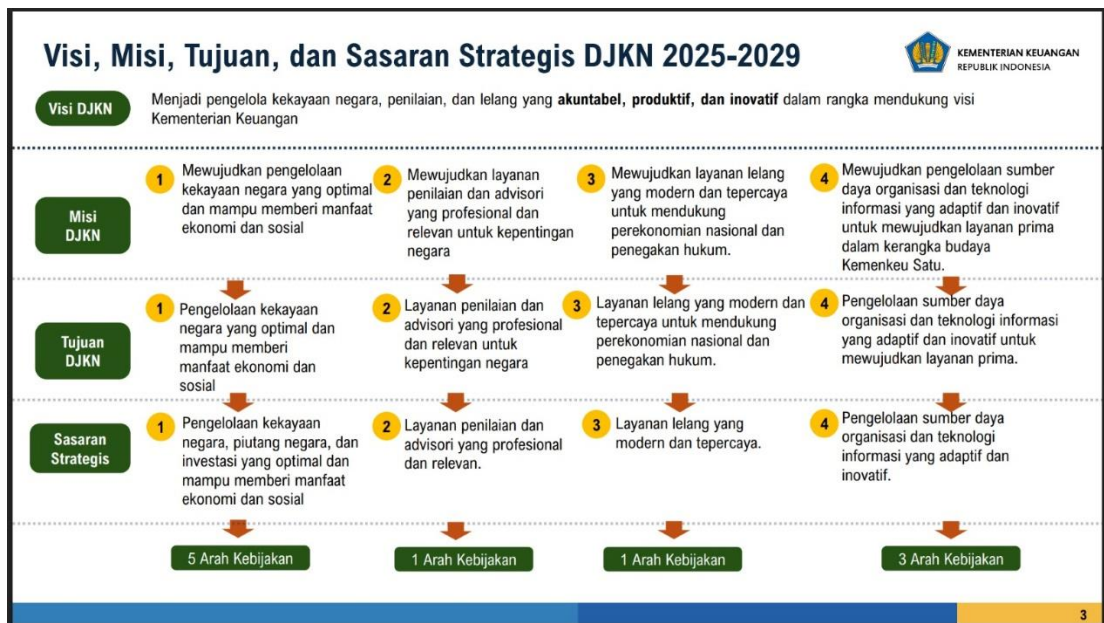 Visi, Misi, Tujuan, dan Sasaran Strategis DJKN 2025-2029
KEMENTERIAN KEUANGAN
REPUBLIK INDONESIA
Visi DJKN
Menjadi pengelola kekayaan negara, penilaian, dan lelang yang akuntabel, produktif, dan inovatif dalam rangka mendukung visi
Kementerian Keuangan
Misi
DJKN
1
Mewujudkan pengelolaan
kekayaan negara yang optimal
dan mampu memberi manfaat
ekonomi dan sosial
2
Mewujudkan layanan
penilaian dan advisori
yang profesional dan
relevan untuk kepentingan
negara
3
Mewujudkan layanan lelang
yang modern dan tepercaya
untuk mendukung
perekonomian nasional dan
penegakan hukum.
4
Mewujudkan pengelolaan sumber
daya organisasi dan teknologi
informasi yang adaptif dan inovatif
untuk mewujudkan layanan prima
dalam kerangka budaya
Kemenkeu Satu.
Tujuan
DJKN
1
Pengelolaan kekayaan
negara yang optimal dan
mampu memberi
manfaat ekonomi dan
sosial
2
Layanan penilaian dan
advisori yang profesional
dan relevan untuk
kepentingan negara
3
Layanan lelang yang modern dan
tepercaya untuk mendukung
perekonomian nasional dan
penegakan hukum.
4
Pengelolaan sumber daya
organisasi dan teknologi informasi
yang adaptif dan inovatif untuk
mewujudkan layanan prima.
Sasaran
Strategis
1
Pengelolaan kekayaan
negara, piutang negara, dan
investasi yang optimal dan
mampu memberi manfaat
ekonomi dan sosial
2
Layanan penilaian dan
advisori yang profesional
dan relevan.
3
Layanan lelang yang
modern dan tepercaya.
4
Pengelolaan sumber daya
organisasi dan teknologi
informasi yang adaptif dan
inovatif.
5 Arah Kebijakan
1 Arah Kebijakan
1 Arah Kebijakan
3 Arah Kebijakan
3